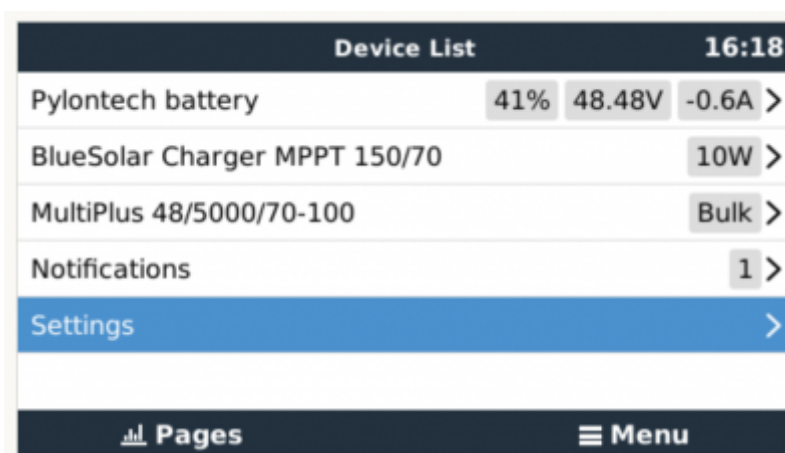 Device List 16:18
Pylontech battery 41% 48.48V -0.6A
BlueSolar Charger MPPT 150/70 10W
MultiPlus 48/5000/70-100 Bulk
Notifications 1
Settings
Pages Menu